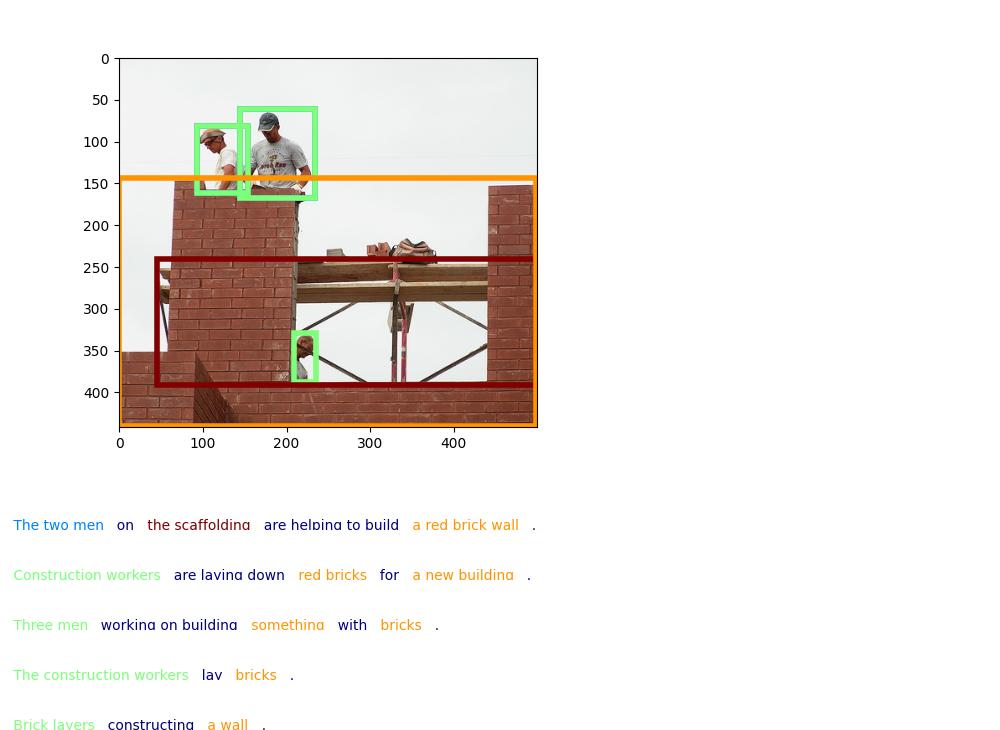 0
50
100
150
200
250
300
350
400
0 100 200 300 400
The two men on the scaffolding are helping to build a red brick wall .
Construction workers are laying down red bricks for a new building .
Three men working on building something with bricks .
The construction workers lay bricks .
Brick layers constructing a wall .